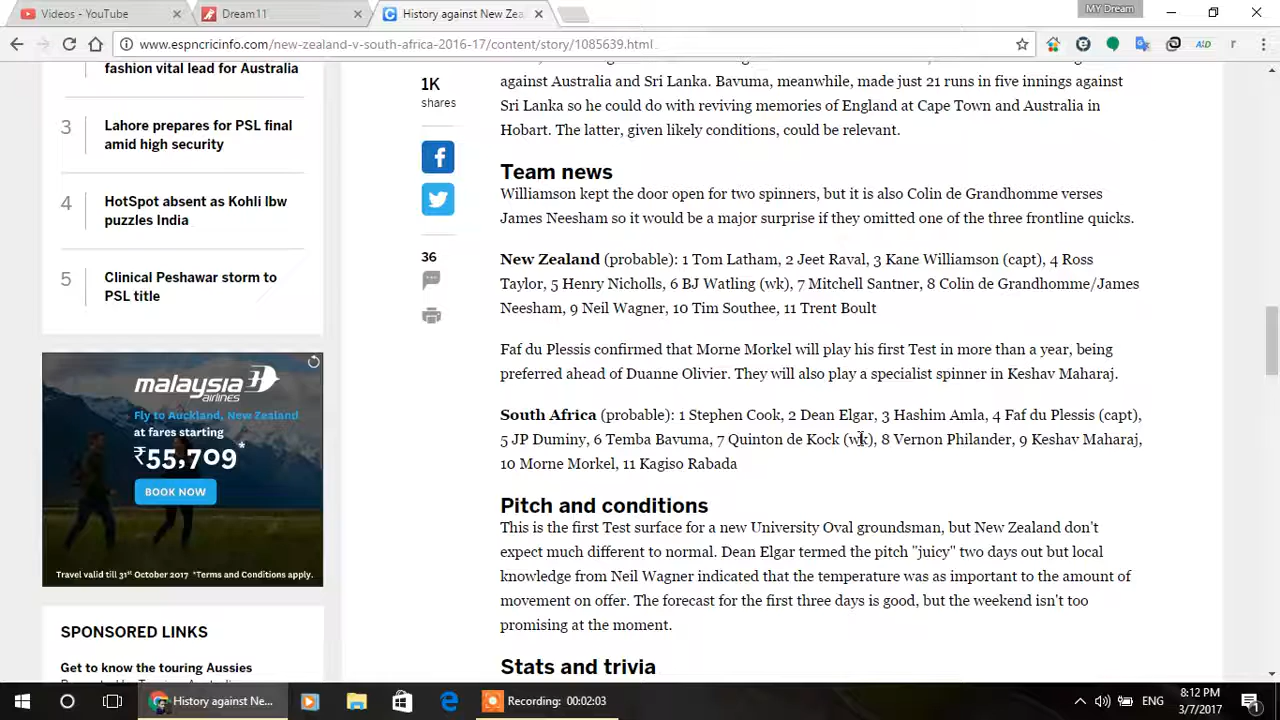 Videos - YouTube
Dream11
History against New Zea
MY Dream
www.espncricinfo.com/new-zealand-v-south-africa-2016-17/content/story/1085639.html
fashion vital lead for Australia
3 Lahore prepares for PSL final
amid high security
4 HotSpot absent as Kohli lbw
puzzles India
5 Clinical Peshawar storm to
PSL title
malaysia
airlines
Fly to Auckland, New Zealand
at fares starting
₹55,709*
BOOK NOW
Travel valid till 31st October 2017 *Terms and Conditions apply.
SPONSORED LINKS
Get to know the touring Aussies
1K
shares
36
against Australia and Sri Lanka. Bavuma, meanwhile, made just 21 runs in five innings against
Sri Lanka so he could do with reviving memories of England at Cape Town and Australia in
Hobart. The latter, given likely conditions, could be relevant.
Team news
Williamson kept the door open for two spinners, but it is also Colin de Grandhomme verses
James Neesham so it would be a major surprise if they omitted one of the three frontline quicks.
New Zealand (probable): 1 Tom Latham, 2 Jeet Raval, 3 Kane Williamson (capt), 4 Ross
Taylor, 5 Henry Nicholls, 6 BJ Watling (wk), 7 Mitchell Santner, 8 Colin de Grandhomme/James
Neesham, 9 Neil Wagner, 10 Tim Southee, 11 Trent Boult
Faf du Plessis confirmed that Morne Morkel will play his first Test in more than a year, being
preferred ahead of Duanne Olivier. They will also play a specialist spinner in Keshav Maharaj.
South Africa (probable): 1 Stephen Cook, 2 Dean Elgar, 3 Hashim Amla, 4 Faf du Plessis (capt),
5 JP Duminy, 6 Temba Bavuma, 7 Quinton de Kock (wk), 8 Vernon Philander, 9 Keshav Maharaj,
10 Morne Morkel, 11 Kagiso Rabada
Pitch and conditions
This is the first Test surface for a new University Oval groundsman, but New Zealand don't
expect much different to normal. Dean Elgar termed the pitch "juicy" two days out but local
knowledge from Neil Wagner indicated that the temperature was as important to the amount of
movement on offer. The forecast for the first three days is good, but the weekend isn't too
promising at the moment.
Stats and trivia
History against Ne...
Recording: 00:02:03
ENG
8:12 PM
3/7/2017